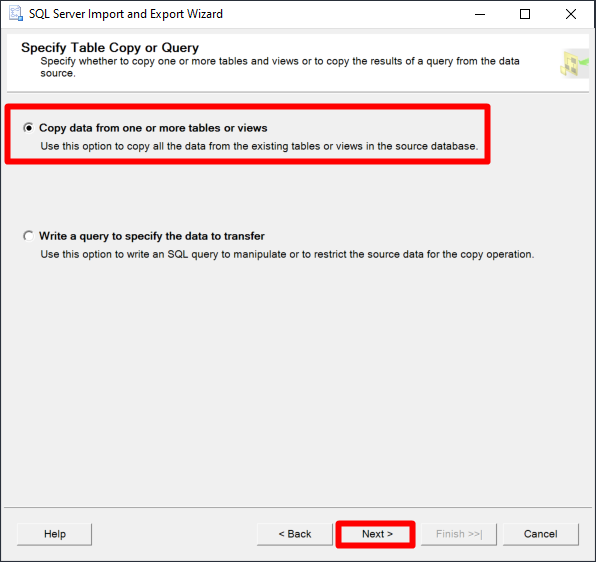 SQL Server Import and Export Wizard
Specify Table Copy or Query
Specify whether to copy one or more tables and views or to copy the results of a query from the data
source.
Copy data from one or more tables or views
Use this option to copy all the data from the existing tables or views in the source database.
Write a query to specify the data to transfer
Use this option to write an SQL query to manipulate or to restrict the source data for the copy operation.
Help
< Back
Next >
Finish >>|
Cancel